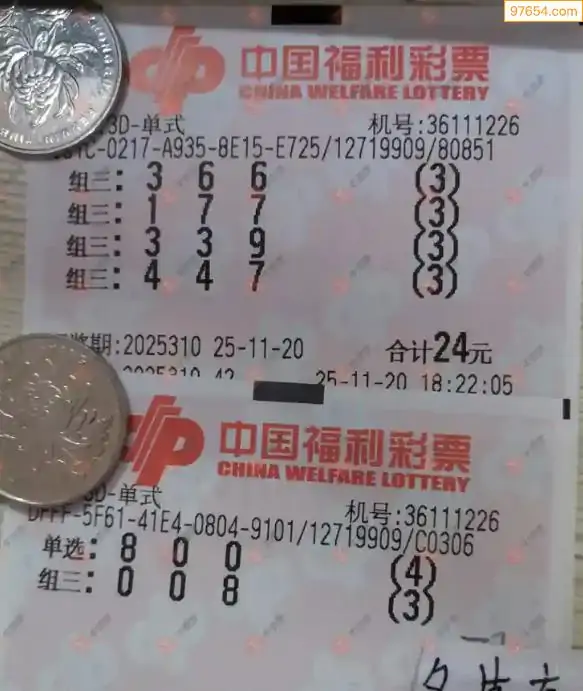 97654.com
中国福利彩票
CHINA WELFARE LOTTERY
3D-单式 机号:36111226
C-0217-A935-8E15-E725/12719909/80851
组三: 3 6 6 (3)
组三: 1 7 7 (3)
组三: 3 3 9 (3)
组三: 4 4 7 (3)
期:2025310 25-11-20 合计24元
25-11-20 18:22:05
中国福利彩票
CHINA WELFARE LOTTERY
3D-单式 机号:36111226
DFFF-5F61-41E4-0804-9101/12719909/C0306
单选: 8 0 0 (4)
组三: 0 0 8 (3)